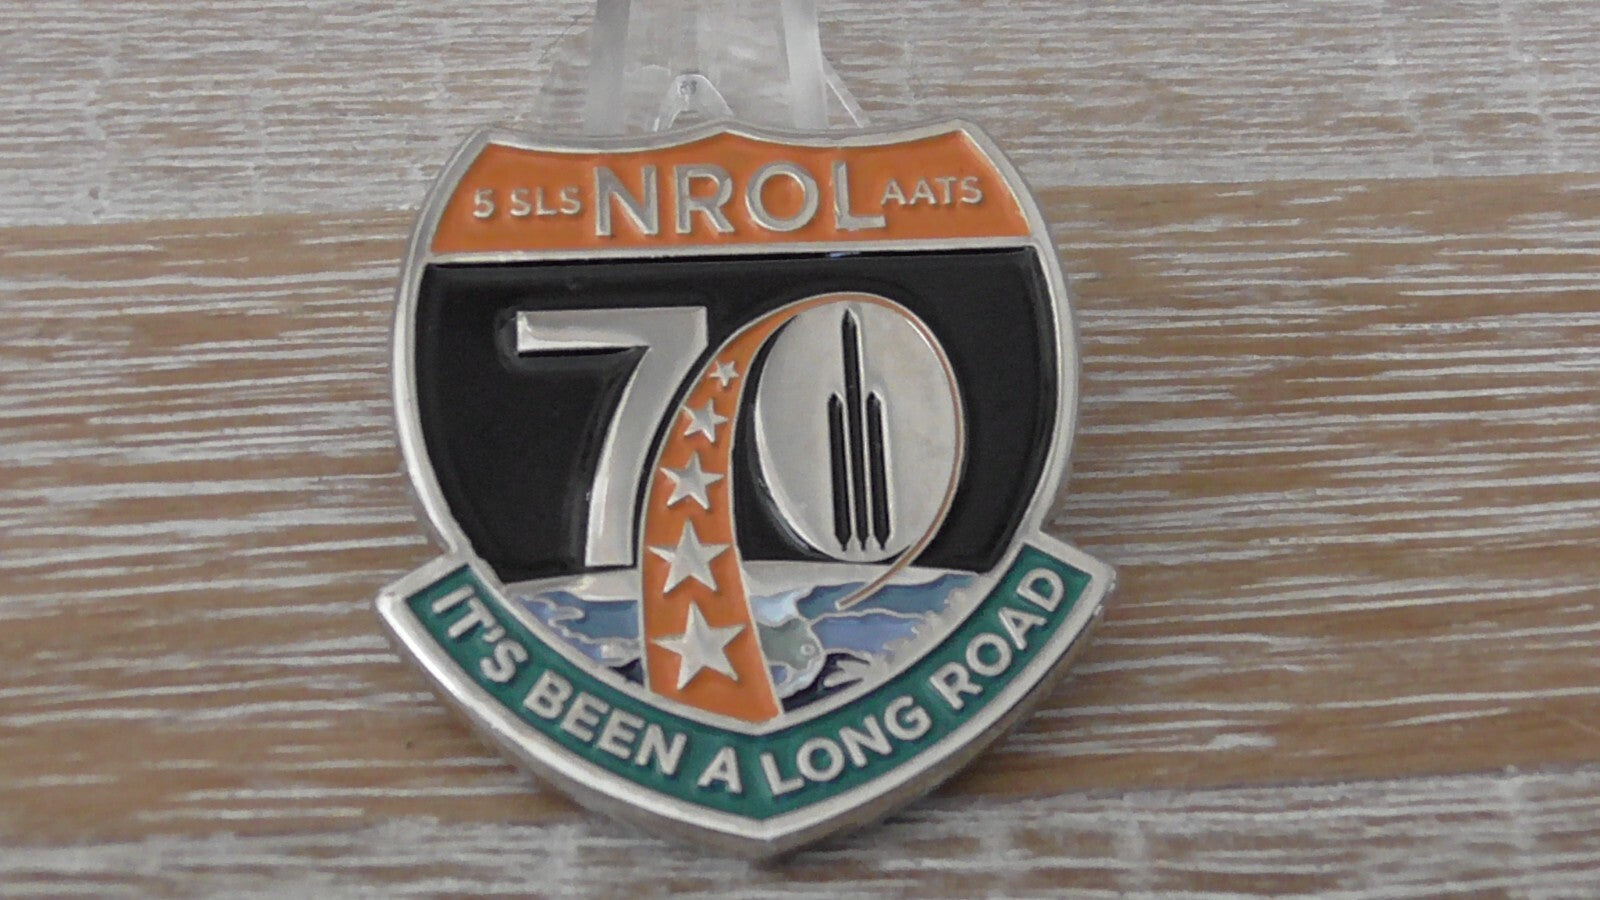 5 SLS NROL AATS
70
IT'S BEEN A LONG ROAD